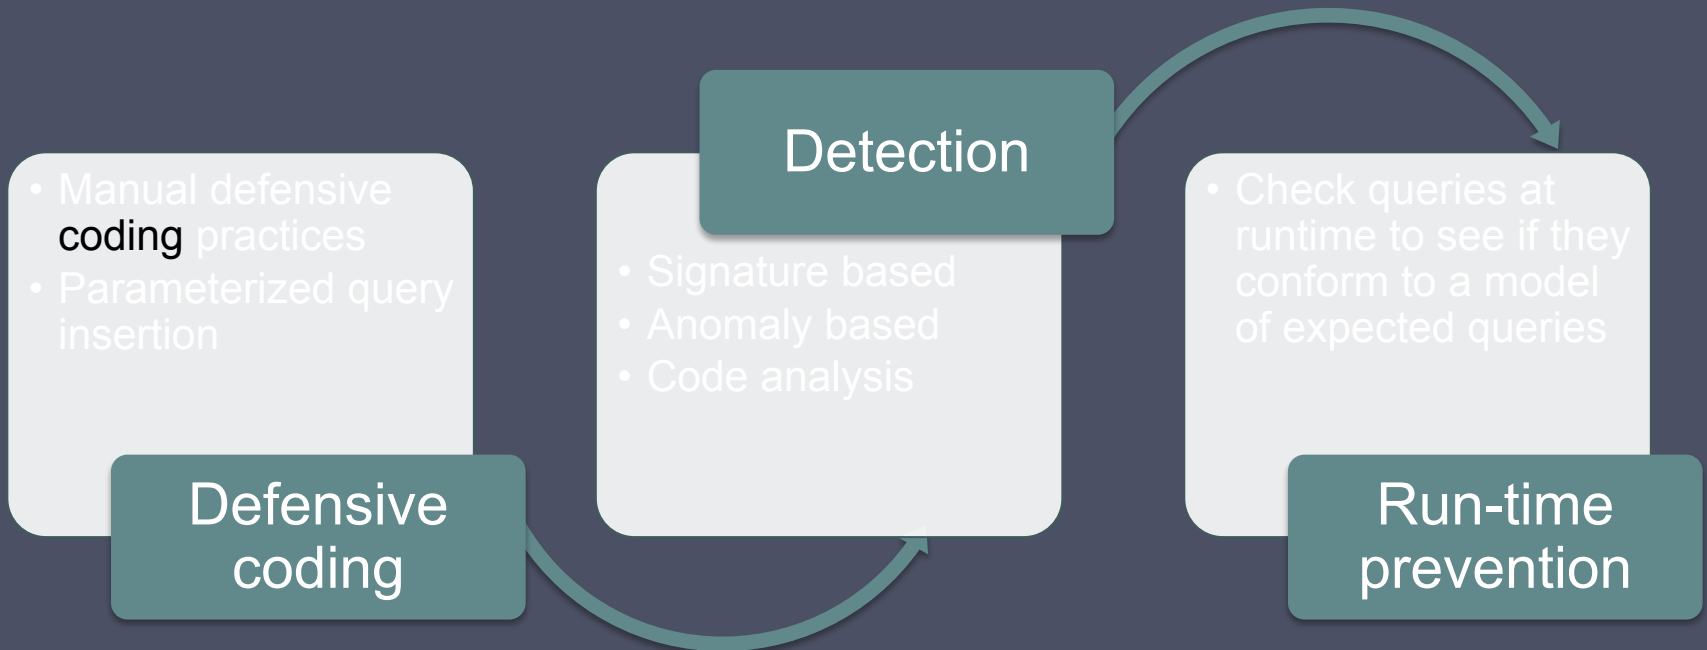 • Manual defensive
coding practices
• Parameterized query
insertion
Defensive
coding
Detection
• Signature based
• Anomaly based
• Code analysis
• Check queries at
runtime to see if they
conform to a model
of expected queries
Run-time
prevention